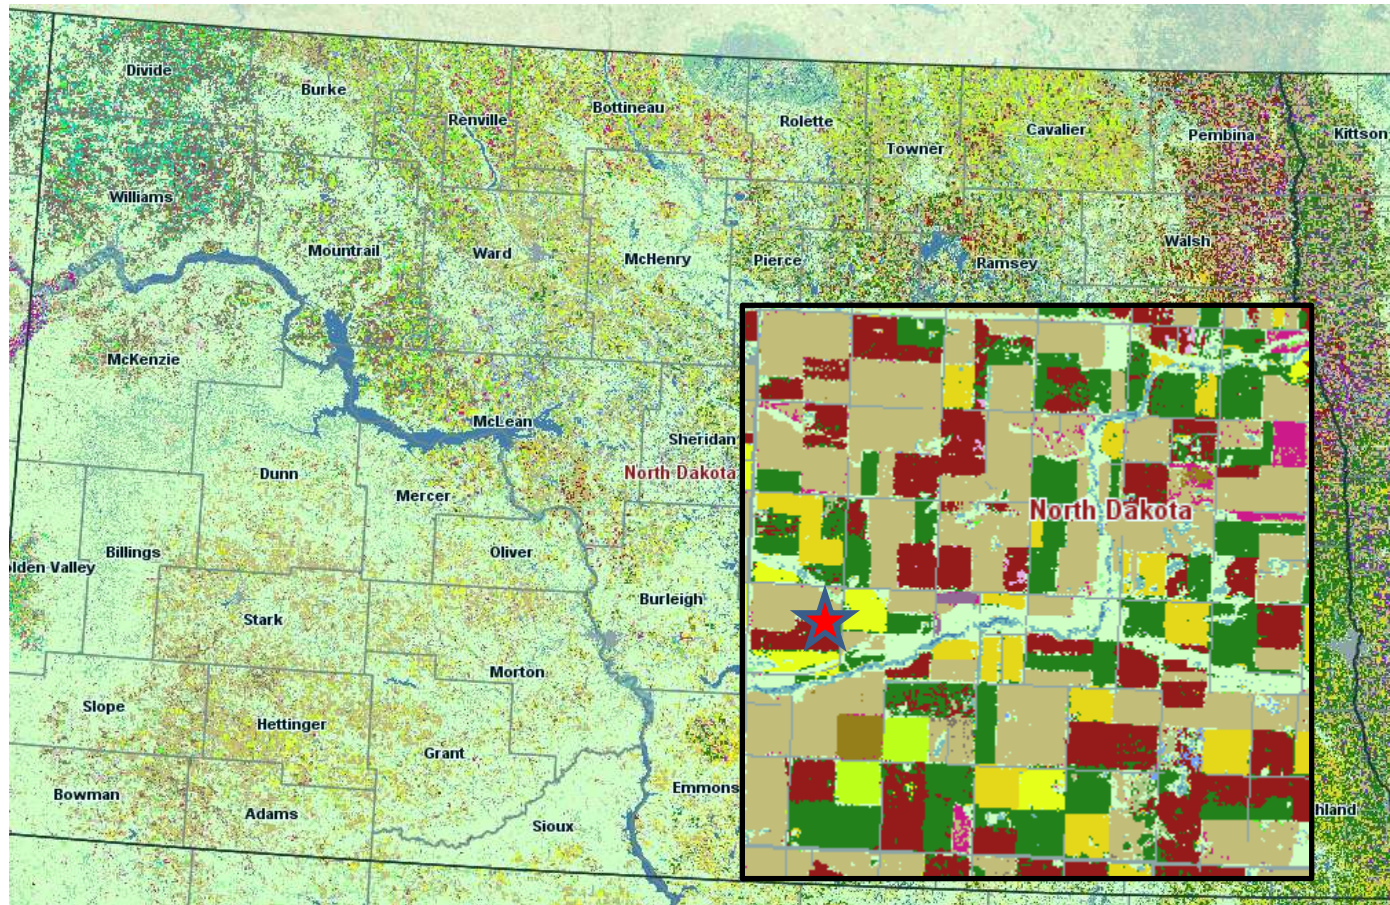 Divide
Burke
Renville
Bottineau
Rolette
Towner
Cavalier
Pembina
Kittson
Williams
Mountrail
Ward
McHenry
Pierce
Ramsey
Walsh
McKenzie
McLean
Sheridan
North Dakota
Dunn
Mercer
North Dakota
Billings
Oliver
olden Valley
Burleigh
Stark
Morton
Slope
Hettinger
Grant
Emmons
Bowman
Adams
Sioux
hland